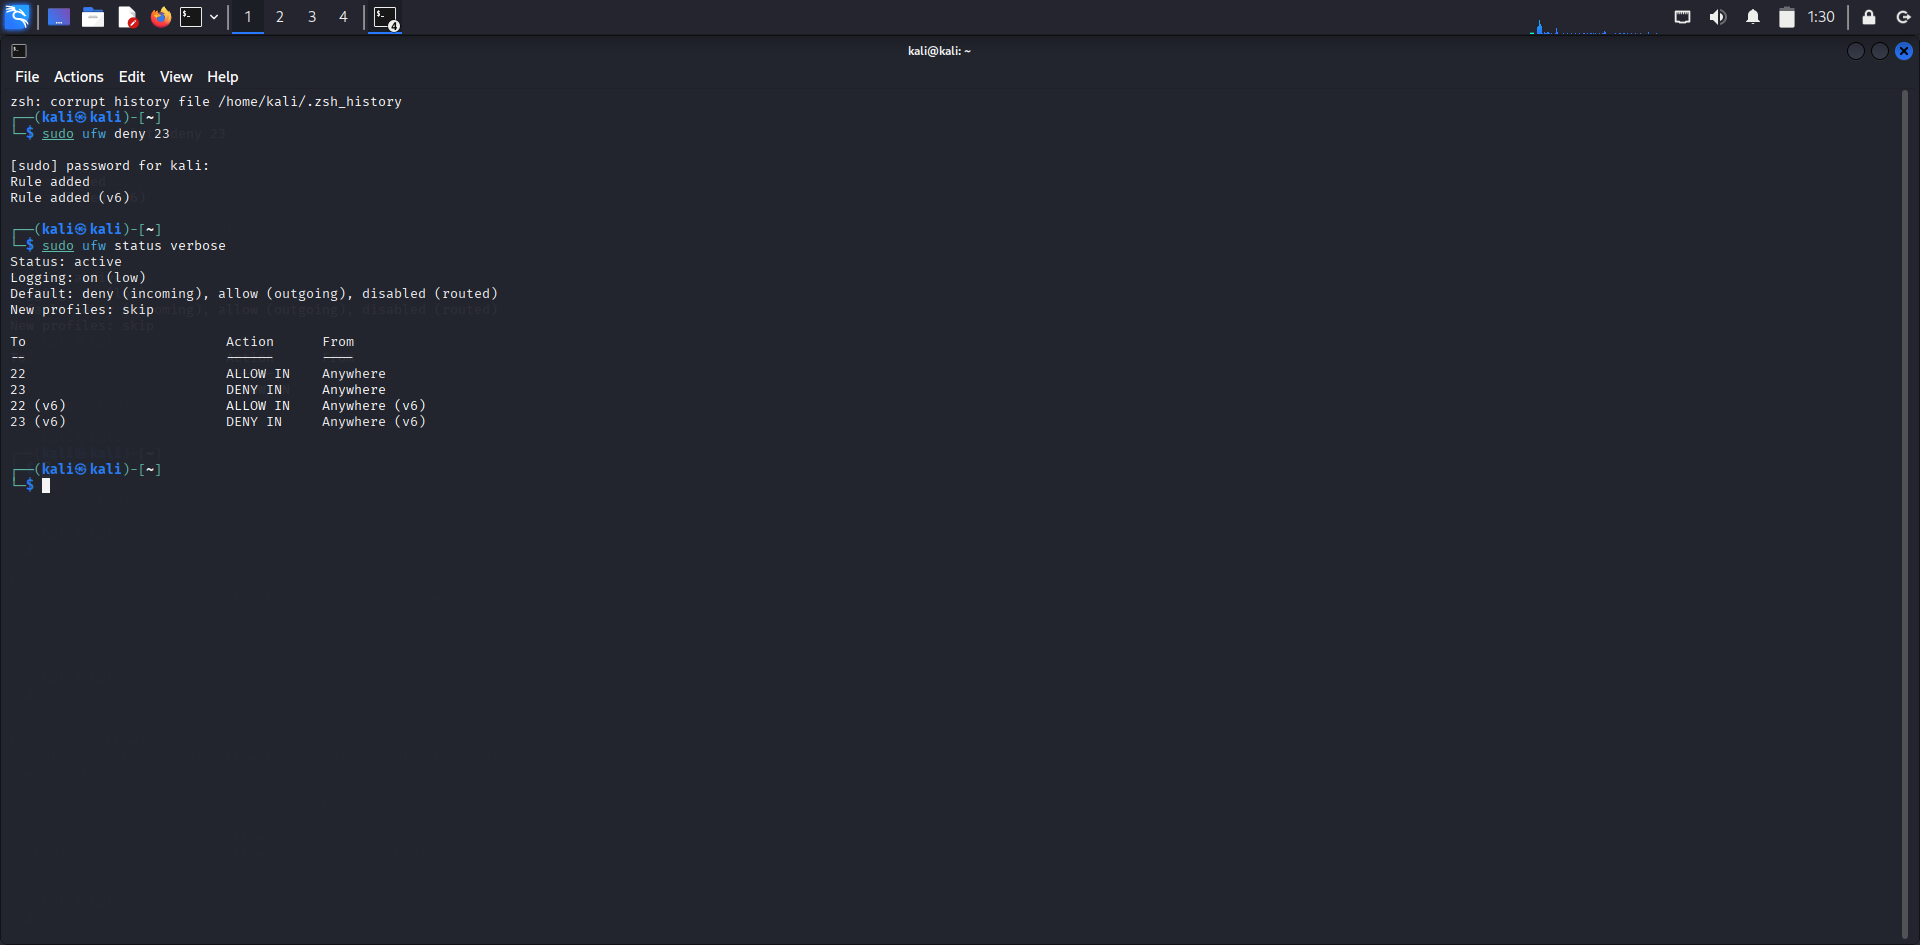 1 2 3 4 4 1:30
kali@kali: ~
File Actions Edit View Help
zsh: corrupt history file /home/kali/.zsh_history
┌──(kali㉿kali)-[~]
└─$ sudo ufw deny 23
[sudo] password for kali:
Rule added
Rule added (v6)
┌──(kali㉿kali)-[~]
└─$ sudo ufw status verbose
Status: active
Logging: on (low)
Default: deny (incoming), allow (outgoing), disabled (routed)
New profiles: skip
To Action From
-- ------ ----
22 ALLOW IN Anywhere
23 DENY IN Anywhere
22 (v6) ALLOW IN Anywhere (v6)
23 (v6) DENY IN Anywhere (v6)
┌──(kali㉿kali)-[~]
└─$